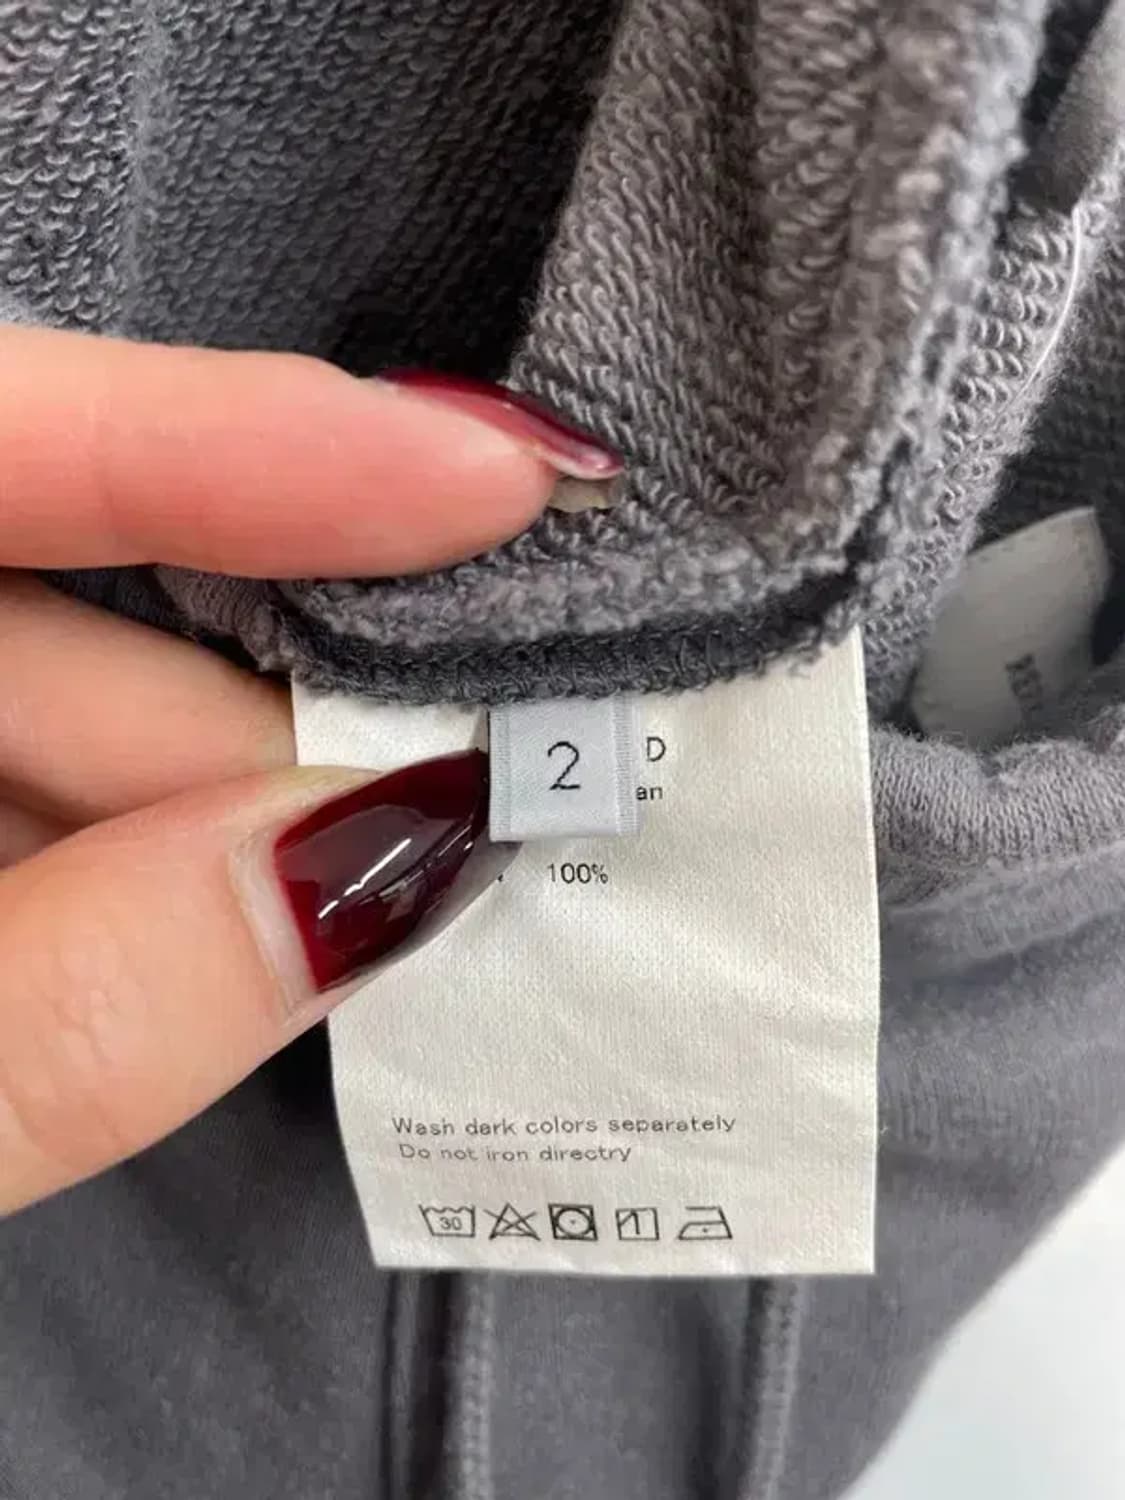 2
D
an
100%
Wash dark colors separately
Do not iron directry
30